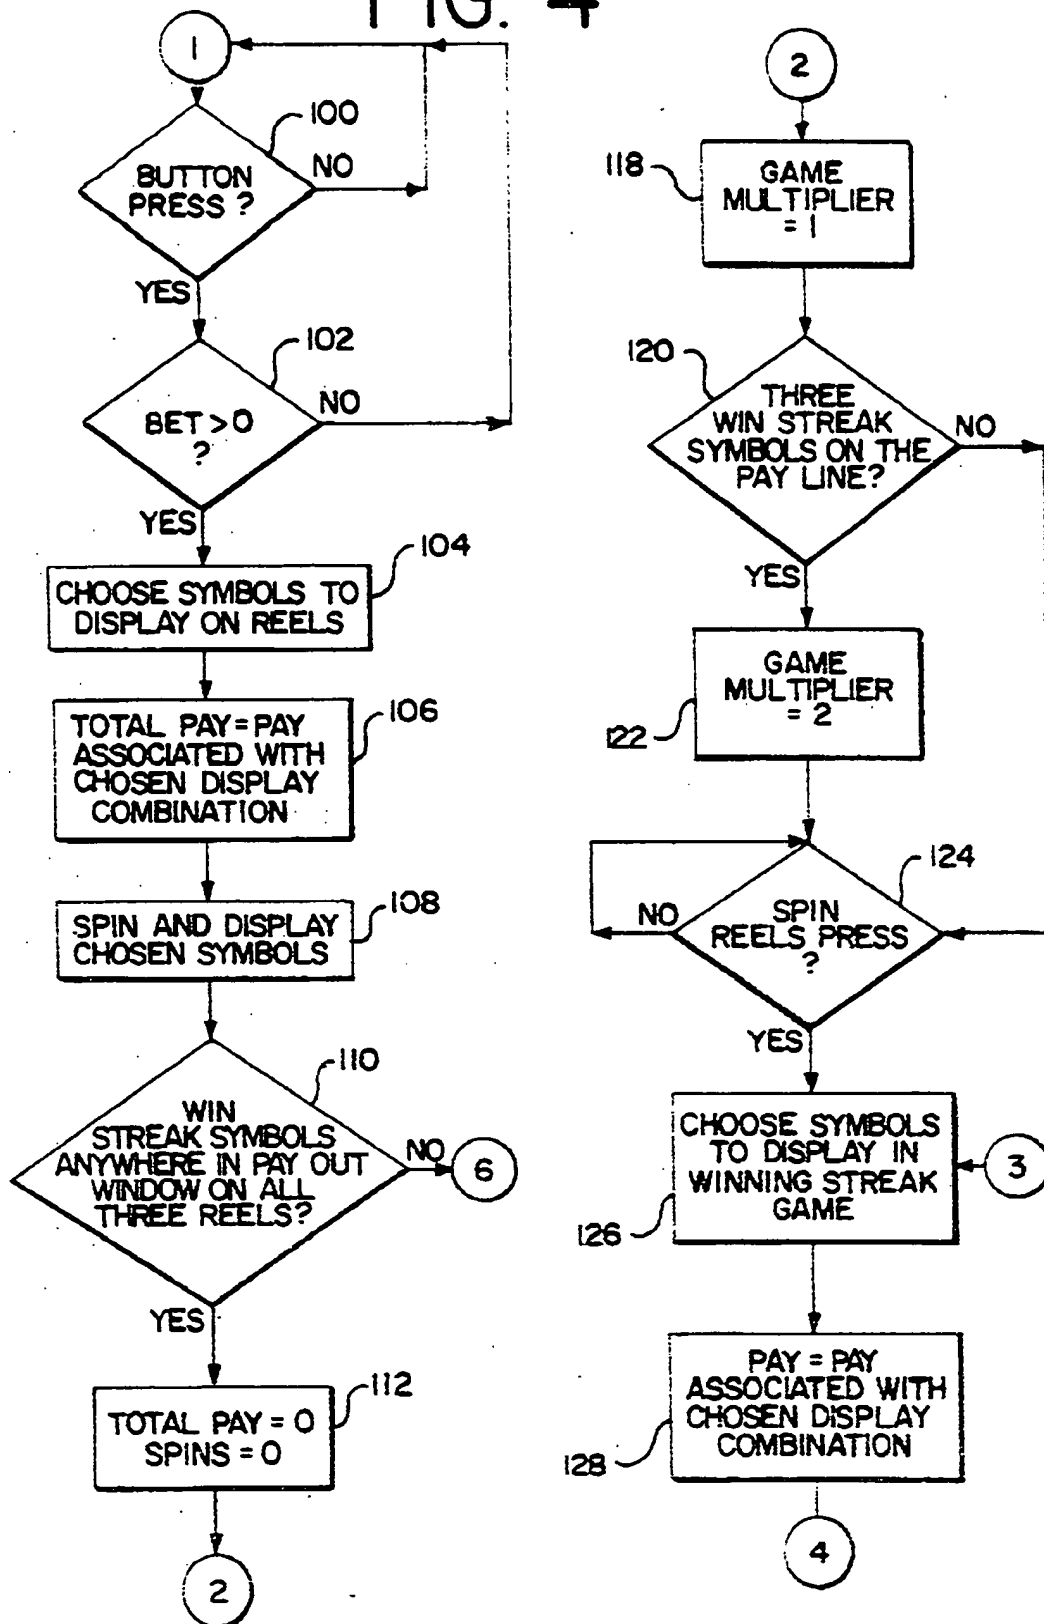 FIG. 4
1
100
BUTTON
PRESS ?
NO
YES
102
BET > 0
?
NO
YES
104
CHOOSE SYMBOLS TO
DISPLAY ON REELS
106
TOTAL PAY = PAY
ASSOCIATED WITH
CHOSEN DISPLAY
COMBINATION
108
SPIN AND DISPLAY
CHOSEN SYMBOLS
110
WIN
STREAK SYMBOLS
ANYWHERE IN PAY OUT
WINDOW ON ALL
THREE REELS?
NO
6
YES
112
TOTAL PAY = 0
SPINS = 0
2
2
118
GAME
MULTIPLIER
= 1
120
THREE
WIN STREAK
SYMBOLS ON THE
PAY LINE?
NO
YES
GAME
MULTIPLIER
= 2
122
124
SPIN
REELS PRESS
?
NO
YES
CHOOSE SYMBOLS
TO DISPLAY IN
WINNING STREAK
GAME
3
126
PAY = PAY
ASSOCIATED WITH
CHOSEN DISPLAY
COMBINATION
128
4